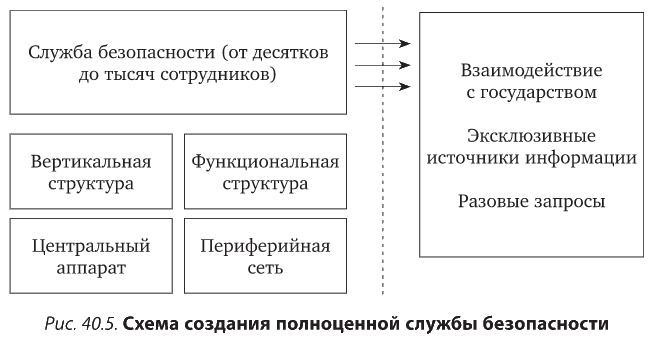 Служба безопасности (от десятков
до тысяч сотрудников)
Вертикальная
структура
Функциональная
структура
Центральный
аппарат
Периферийная
сеть
Взаимодействие
с государством
Эксклюзивные
источники информации
Разовые запросы
Рис. 40.5. Схема создания полноценной службы безопасности